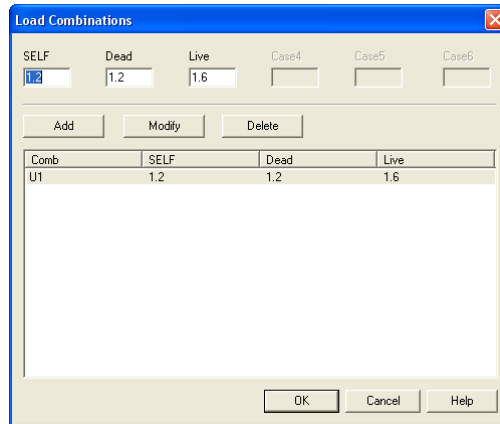 Load Combinations
SELF Dead Live Case4 Case5 Case6
1.2 1.2 1.6
Add Modify Delete
Comb SELF Dead Live
U1 1.2 1.2 1.6
OK Cancel Help